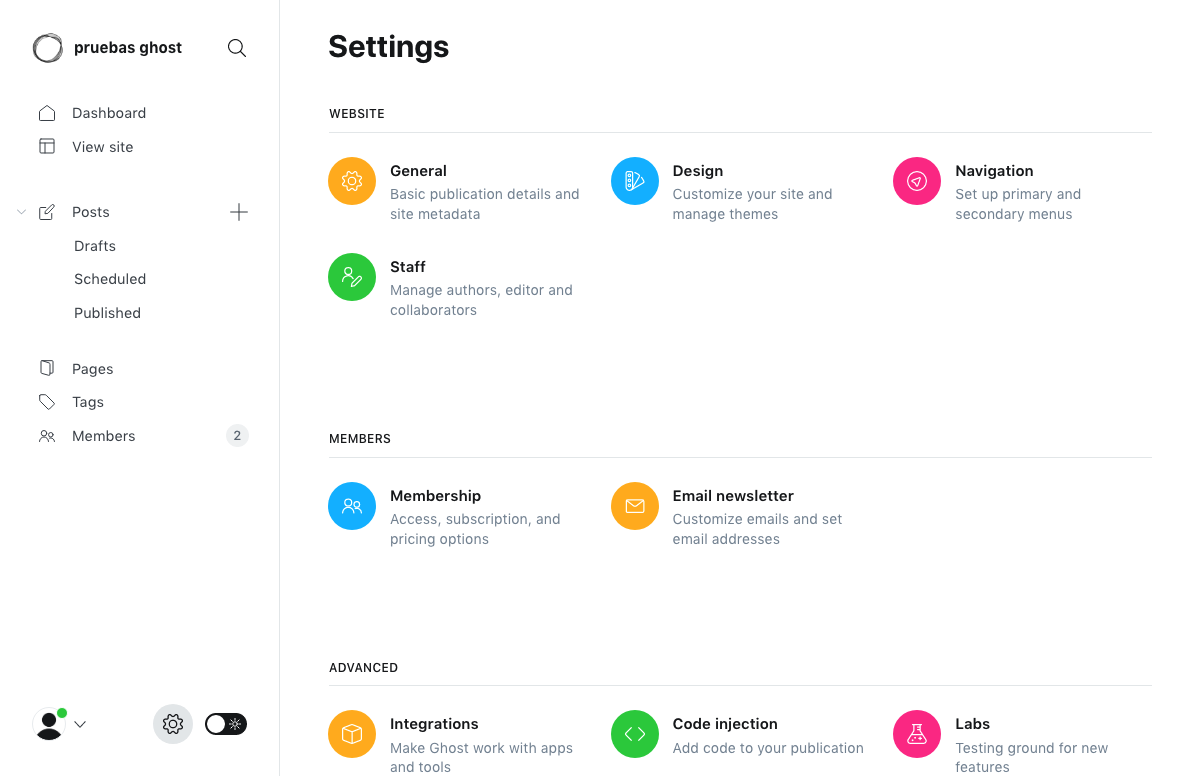 pruebas ghost
Dashboard
View site
Posts
Drafts
Scheduled
Published
Pages
Tags
Members 2
Settings
WEBSITE
General
Basic publication details and
site metadata
Design
Customize your site and
manage themes
Navigation
Set up primary and
secondary menus
Staff
Manage authors, editor and
collaborators
MEMBERS
Membership
Access, subscription, and
pricing options
Email newsletter
Customize emails and set
email addresses
ADVANCED
Integrations
Make Ghost work with apps
and tools
Code injection
Add code to your publication
Labs
Testing ground for new
features